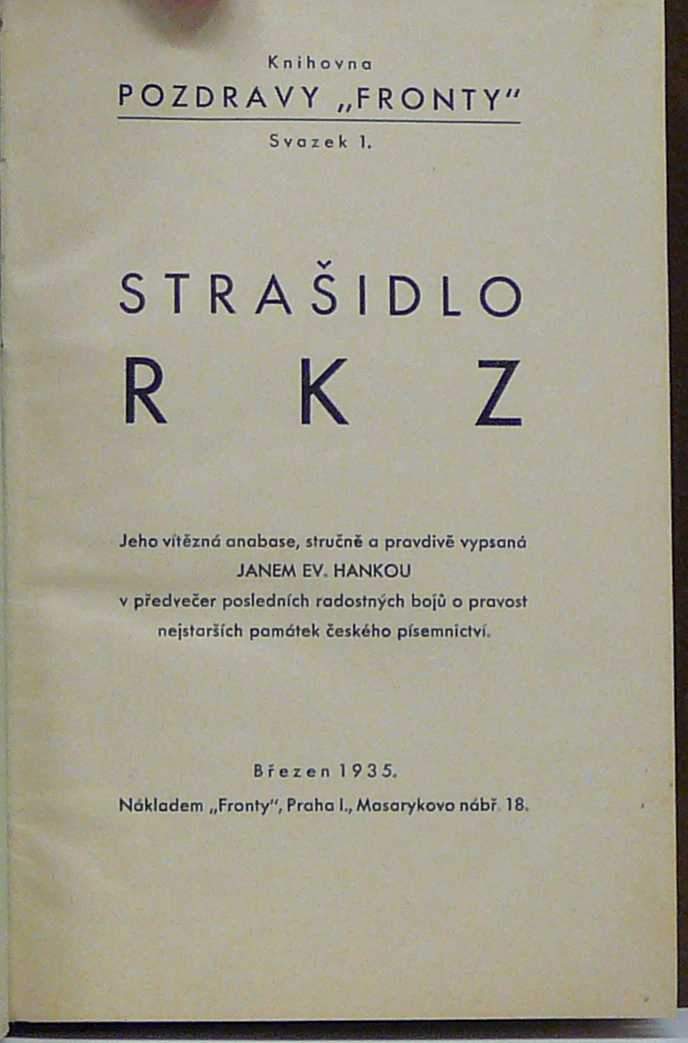 Knihovna
POZDRAVY „FRONTY"
Svazek 1.
STRAŠIDLO
R K Z
Jeho vítězná anabase, stručně a pravdivě vypsaná
JANEM EV. HANKOU
v předvečer posledních radostných bojů o pravost
nejstarších památek českého písemnictví.
Březen 1935.
Nákladem „Fronty", Praha I., Masarykovo nábř. 18.